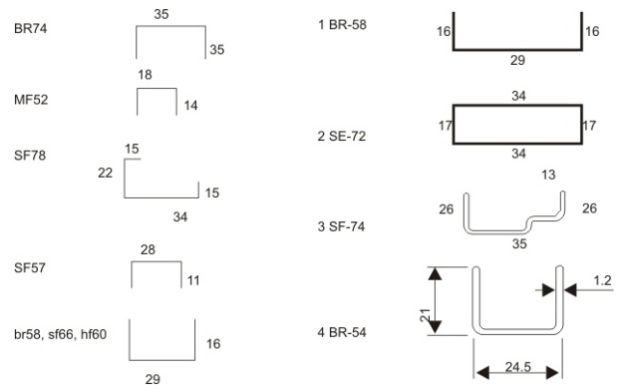 35
BR74
35
18
MF52
14
15
SF78
22
15
34
28
SF57
11
br58, sf66, hf60
16
29
1 BR-58
16
16
29
34
2 SE-72
17
17
34
13
3 SF-74
26
26
35
1.2
21
4 BR-54
24.5